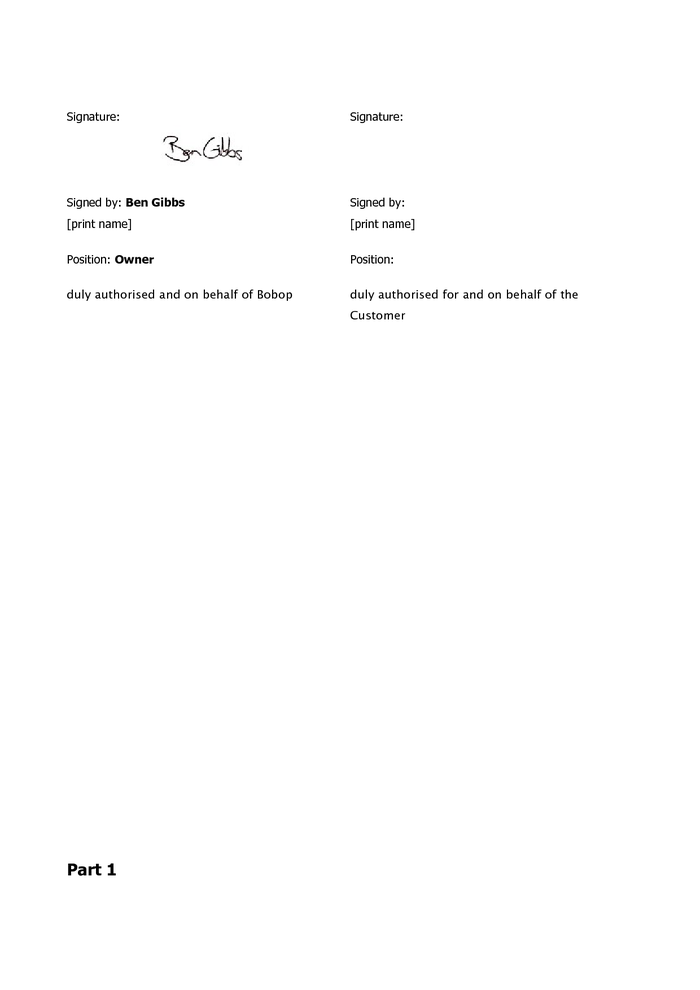 Signature:
Ben Gibbs
Signed by: Ben Gibbs
[print name]
Position: Owner
duly authorised and on behalf of Bobop
Signature:
Signed by:
[print name]
Position:
duly authorised for and on behalf of the
Customer
Part 1